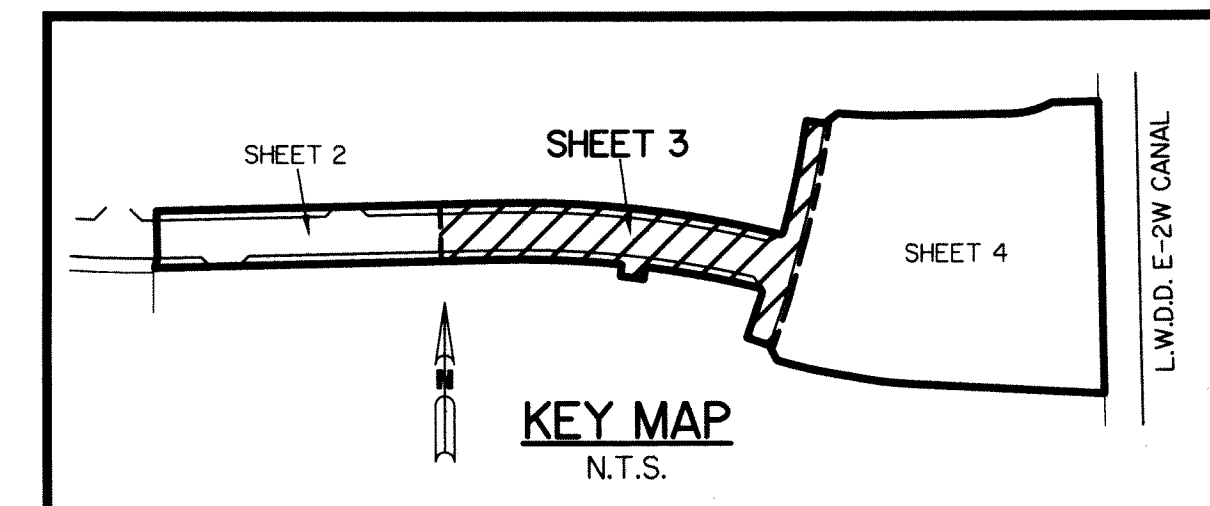 SHEET 2
SHEET 3
SHEET 4
L.W.D.D. E-2W CANAL
N
KEY MAP
N.T.S.